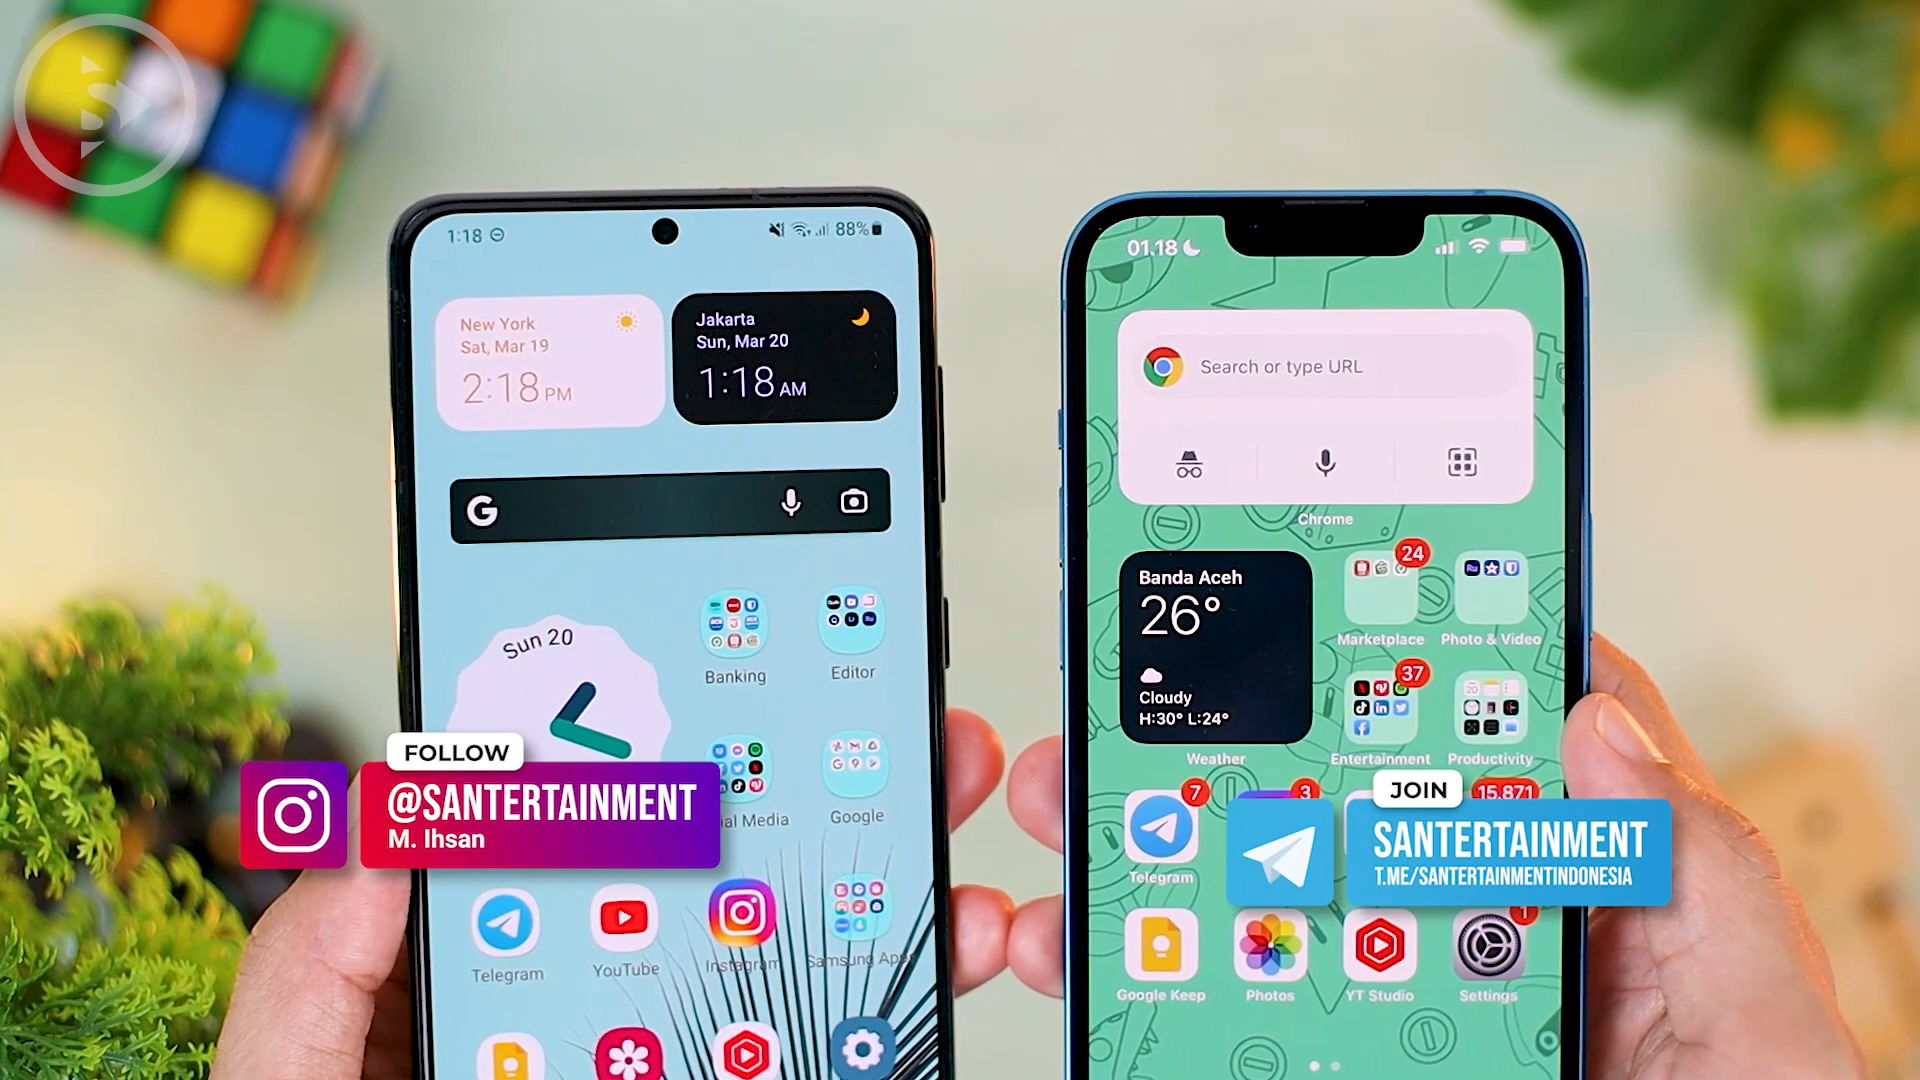 1:18
88%
New York
Sat, Mar 19
2:18 PM
Jakarta
Sun, Mar 20
1:18 AM
G
Sun 20
Banking
Editor
ial Media
Google
Telegram
YouTube
Instagram
Samsung Apps
FOLLOW
@SANTERTAINMENT
M. Ihsan
01.18
Search or type URL
Chrome
Banda Aceh
26°
Cloudy
H:30° L:24°
Weather
24
Marketplace
Photo & Video
37
Entertainment
Productivity
7
3
15.871
Telegram
JOIN
SANTERTAINMENT
T.ME/SANTERTAINMENTINDONESIA
1
Google Keep
Photos
YT Studio
Settings